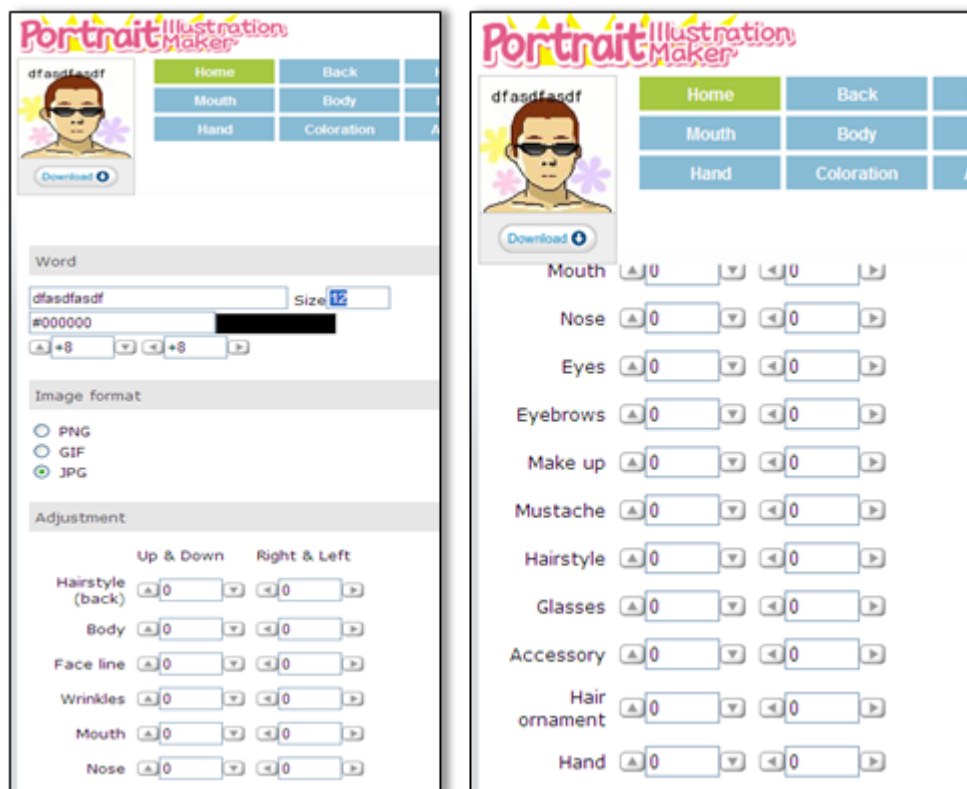 Portrait Illustration Maker
dfasdfasdf
Home Back
Mouth Body
Hand Coloration
Download
Word
dfasdfasdf Size 12
#000000
+8 +8
Image format
PNG
GIF
JPG
Adjustment
Up & Down Right & Left
Hairstyle (back) 0 0
Body 0 0
Face line 0 0
Wrinkles 0 0
Mouth 0 0
Nose 0 0
Portrait Illustration Maker
dfasdfasdf
Home Back
Mouth Body
Hand Coloration
Download
Mouth 0 0
Nose 0 0
Eyes 0 0
Eyebrows 0 0
Make up 0 0
Mustache 0 0
Hairstyle 0 0
Glasses 0 0
Accessory 0 0
Hair ornament 0 0
Hand 0 0